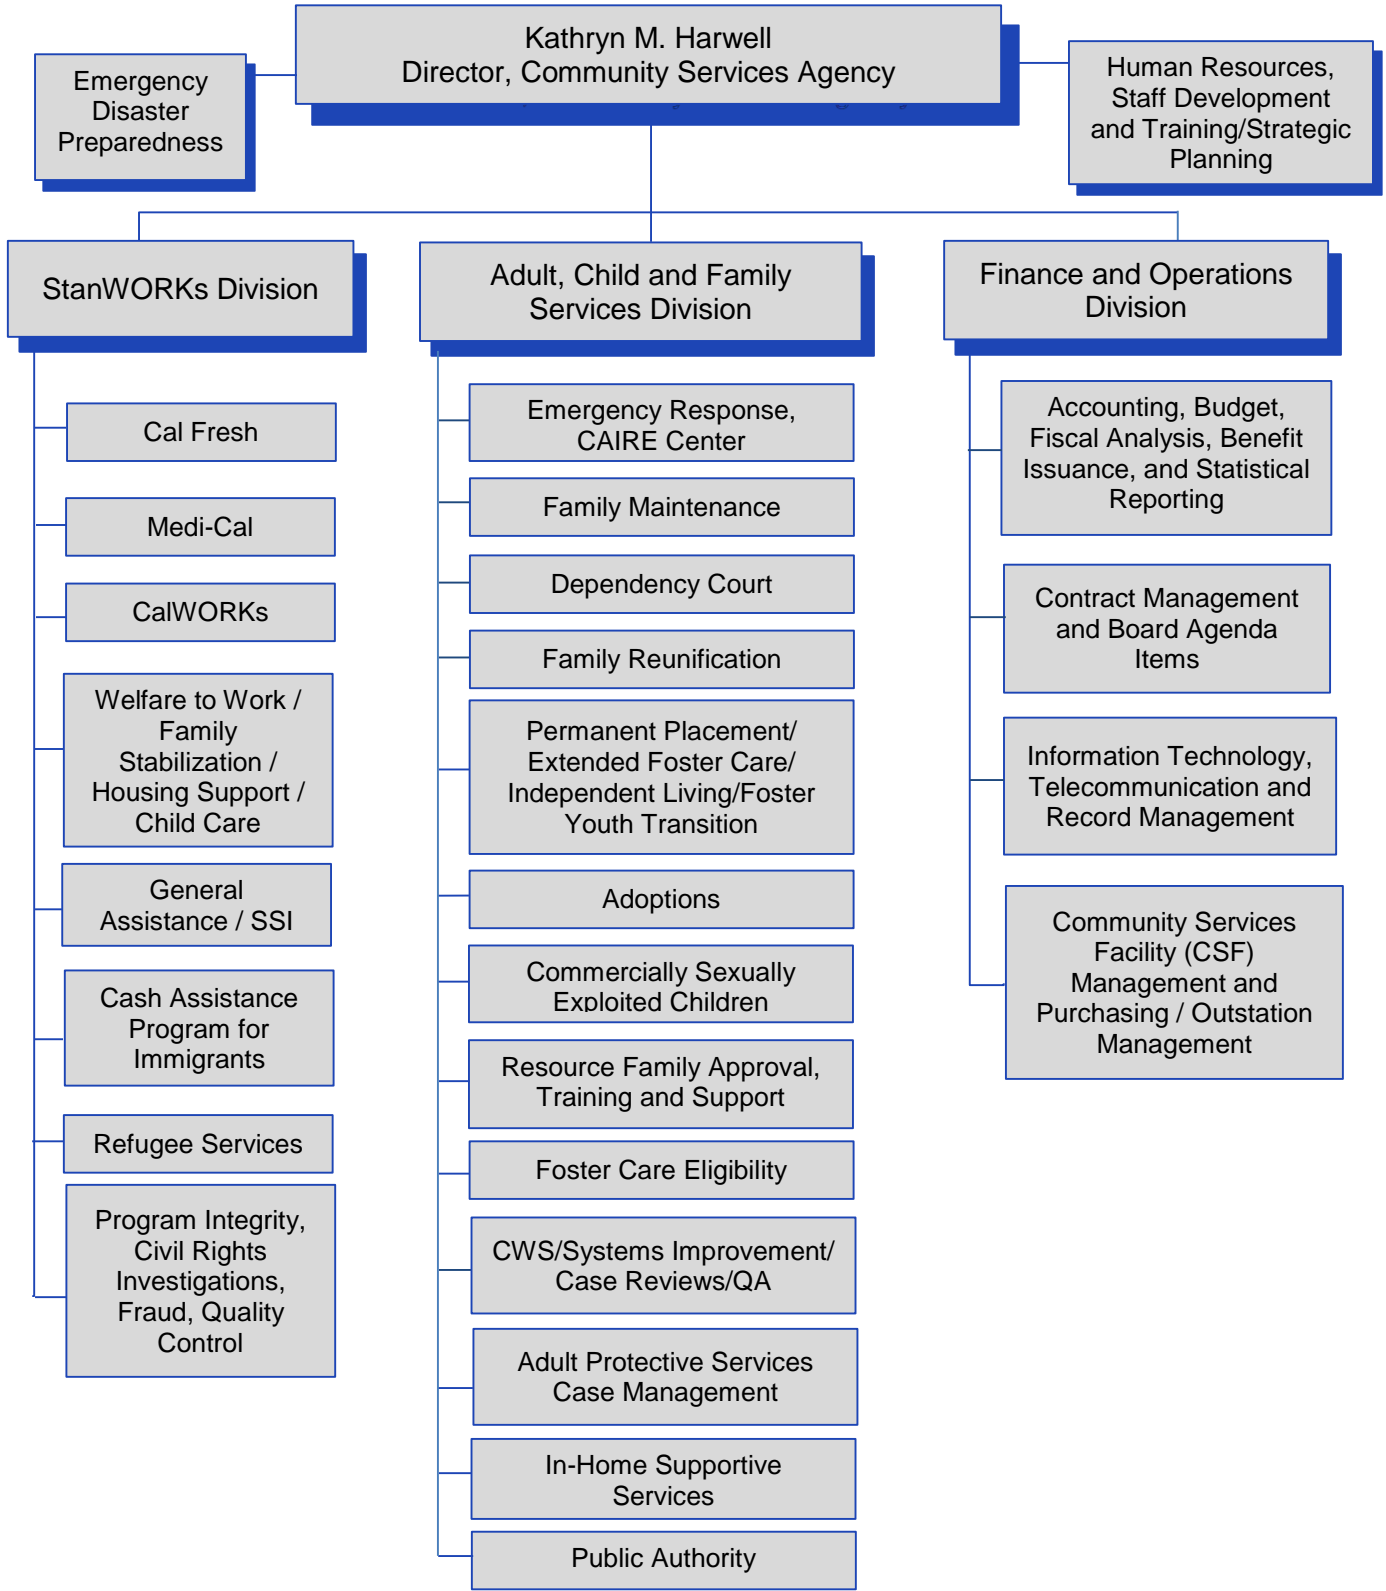 Kathryn M. Harwell
Director, Community Services Agency
Emergency
Disaster
Preparedness
Human Resources,
Staff Development
and Training/Strategic
Planning
StanWORKs Division
Cal Fresh
Medi-Cal
CalWORKs
Welfare to Work /
Family
Stabilization /
Housing Support /
Child Care
General
Assistance / SSI
Cash Assistance
Program for
Immigrants
Refugee Services
Program Integrity,
Civil Rights
Investigations,
Fraud, Quality
Control
Adult, Child and Family
Services Division
Emergency Response,
CAIRE Center
Family Maintenance
Dependency Court
Family Reunification
Permanent Placement/
Extended Foster Care/
Independent Living/Foster
Youth Transition
Adoptions
Commercially Sexually
Exploited Children
Resource Family Approval,
Training and Support
Foster Care Eligibility
CWS/Systems Improvement/
Case Reviews/QA
Adult Protective Services
Case Management
In-Home Supportive
Services
Public Authority
Finance and Operations
Division
Accounting, Budget,
Fiscal Analysis, Benefit
Issuance, and Statistical
Reporting
Contract Management
and Board Agenda
Items
Information Technology,
Telecommunication and
Record Management
Community Services
Facility (CSF)
Management and
Purchasing / Outstation
Management